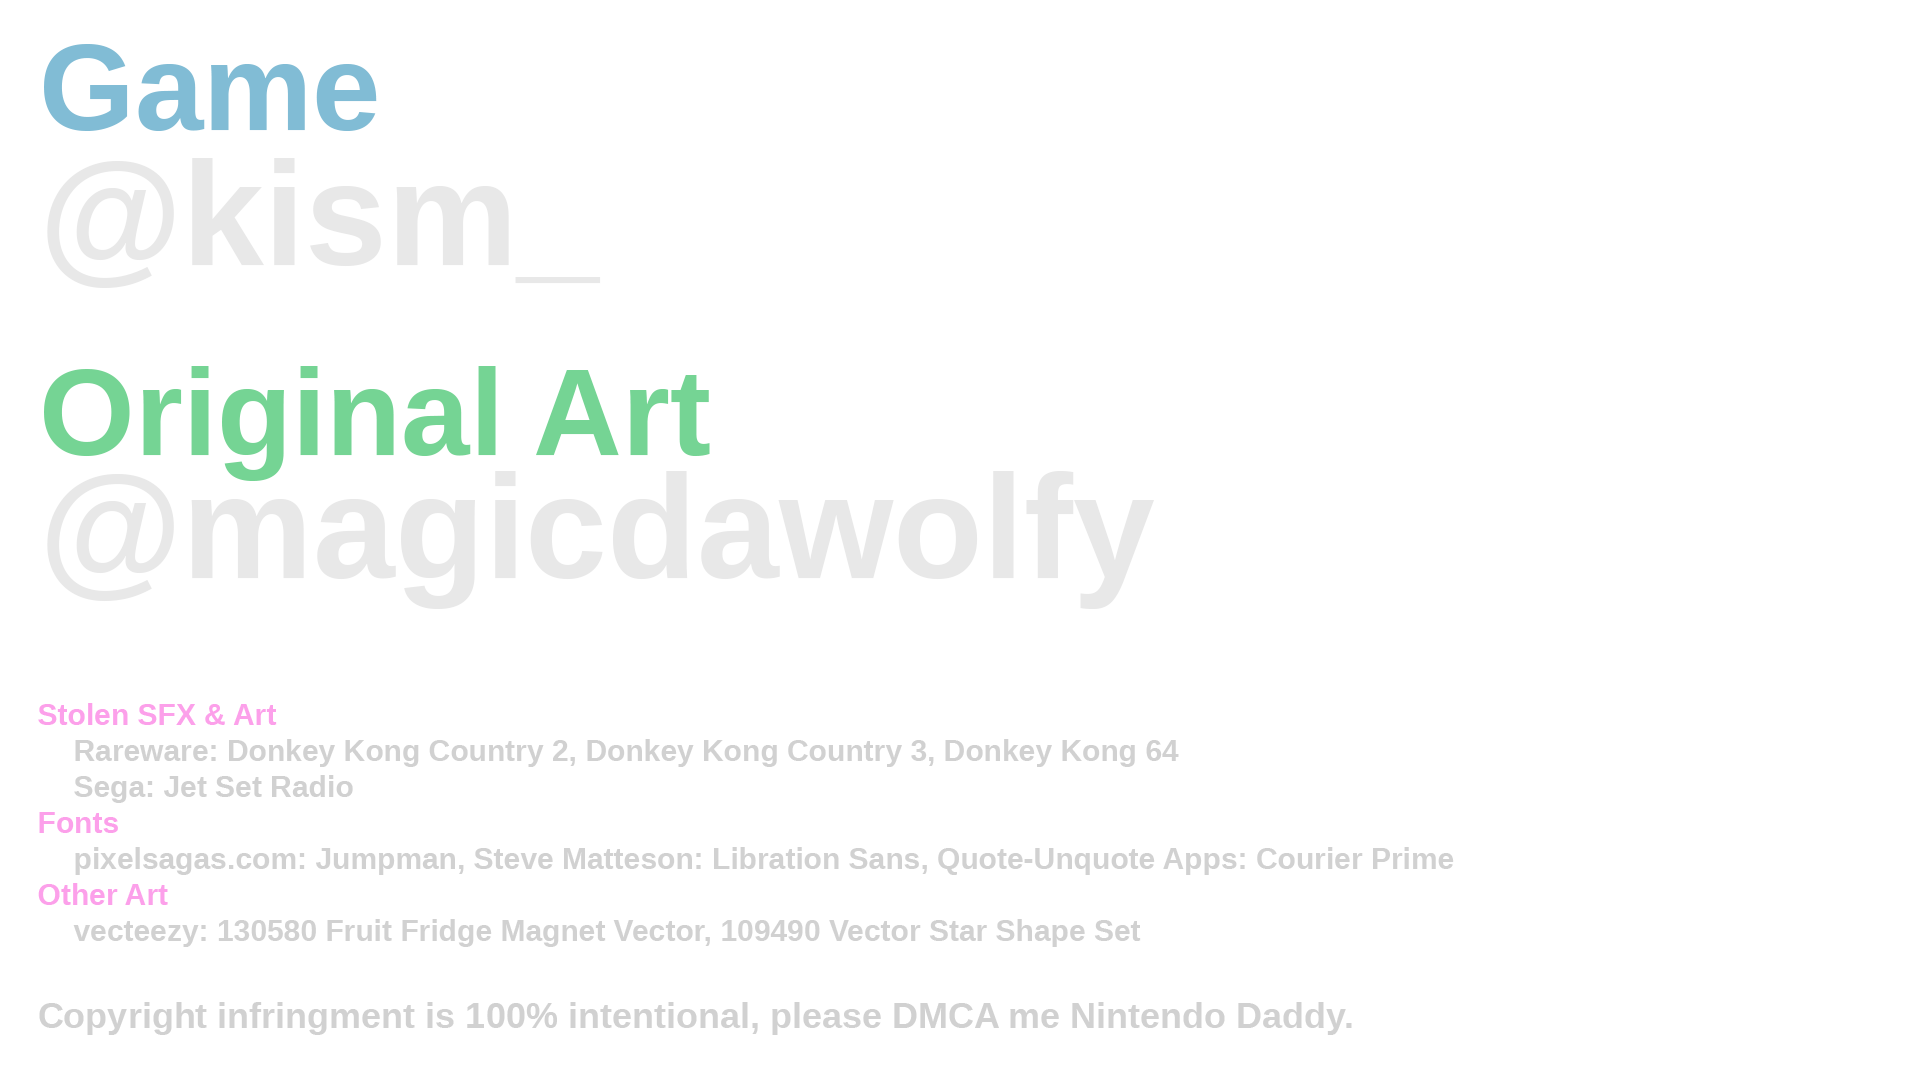 Game
@kism_
Original Art
@magicdawolfy
Stolen SFX & Art
Rareware: Donkey Kong Country 2, Donkey Kong Country 3, Donkey Kong 64
Sega: Jet Set Radio
Fonts
pixelsagas.com: Jumpman, Steve Matteson: Libration Sans, Quote-Unquote Apps: Courier Prime
Other Art
vecteezy: 130580 Fruit Fridge Magnet Vector, 109490 Vector Star Shape Set
Copyright infringment is 100% intentional, please DMCA me Nintendo Daddy.